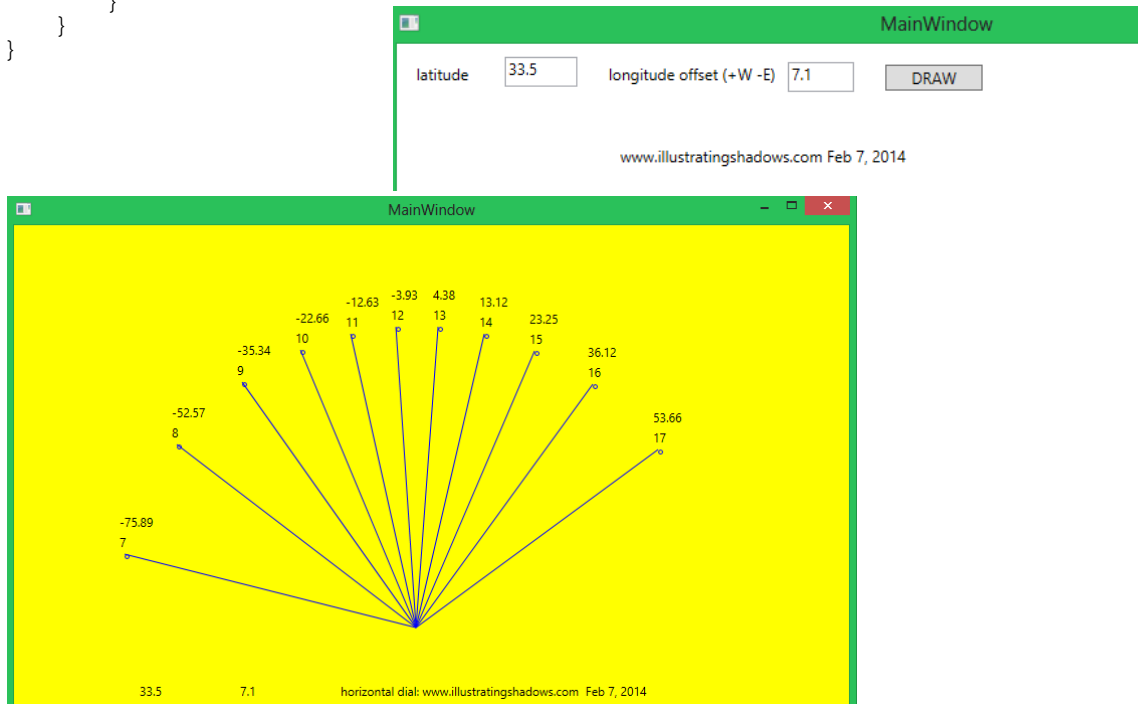 }
}
}
MainWindow
latitude 33.5 longitude offset (+W -E) 7.1 DRAW
www.illustratingshadows.com Feb 7, 2014
MainWindow
-12.63 -3.93 4.38 13.12
-22.66 11 12 13 14 23.25
10 15
-35.34 36.12
9 16
-52.57 53.66
8 17
-75.89
7
33.5 7.1 horizontal dial: www.illustratingshadows.com Feb 7, 2014